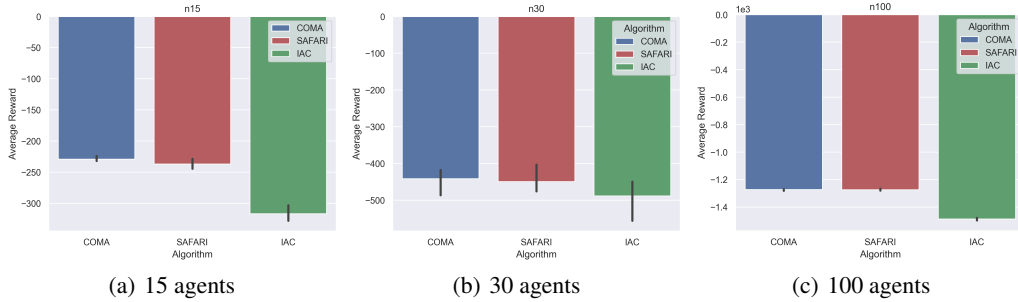 n15
0
−50
−100
−150
−200
−250
−300
Average Reward
Algorithm
COMA
SAFARI
IAC
COMA SAFARI IAC
Algorithm
(a) 15 agents
n30
0
−100
−200
−300
−400
−500
Average Reward
Algorithm
COMA
SAFARI
IAC
COMA SAFARI IAC
Algorithm
(b) 30 agents
1e3
n100
0.0
−0.2
−0.4
−0.6
−0.8
−1.0
−1.2
−1.4
Average Reward
Algorithm
COMA
SAFARI
IAC
COMA SAFARI IAC
Algorithm
(c) 100 agents